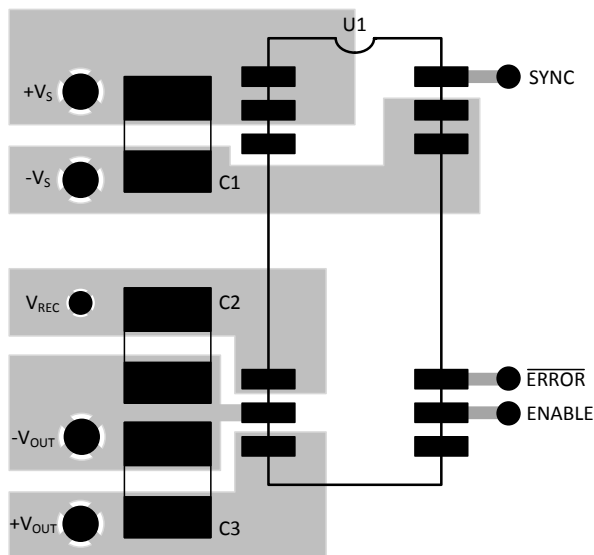 U1
+VS
SYNC
-VS
C1
VREC
C2
ERROR
ENABLE
-VOUT
+VOUT
C3